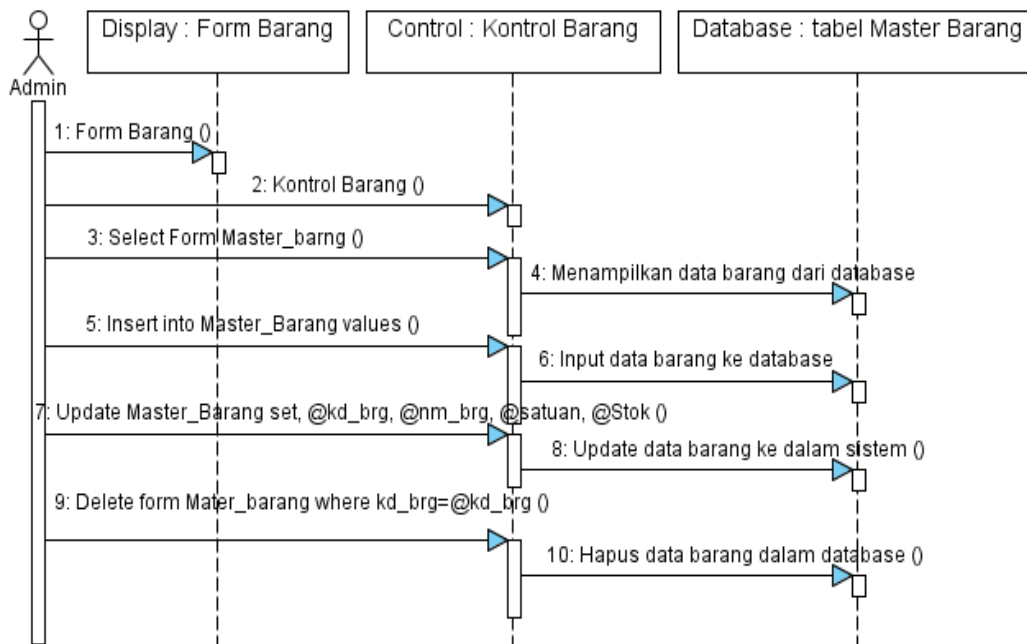 Display : Form Barang
Control : Kontrol Barang
Database : tabel Master Barang
Admin
1: Form Barang ()
2: Kontrol Barang ()
3: Select Form Master_barng ()
4: Menampilkan data barang dari database
5: Insert into Master_Barang values ()
6: Input data barang ke database
7: Update Master_Barang set, @kd_brg, @nm_brg, @satuan, @Stok ()
8: Update data barang ke dalam sistem ()
9: Delete form Mater_barang where kd_brg=@kd_brg ()
10: Hapus data barang dalam database ()